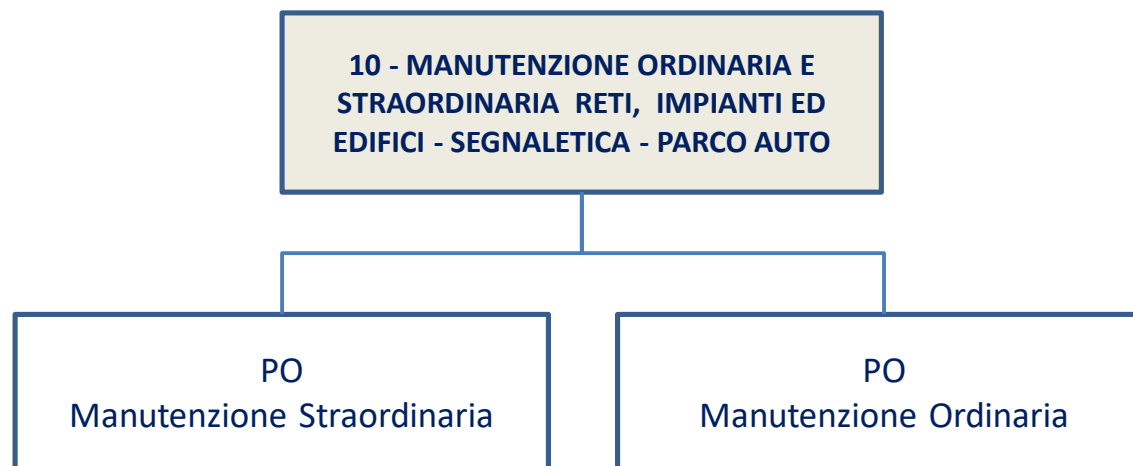 10 - MANUTENZIONE ORDINARIA E
STRAORDINARIA RETI, IMPIANTI ED
EDIFICI - SEGNALETICA - PARCO AUTO
PO
Manutenzione Straordinaria
PO
Manutenzione Ordinaria